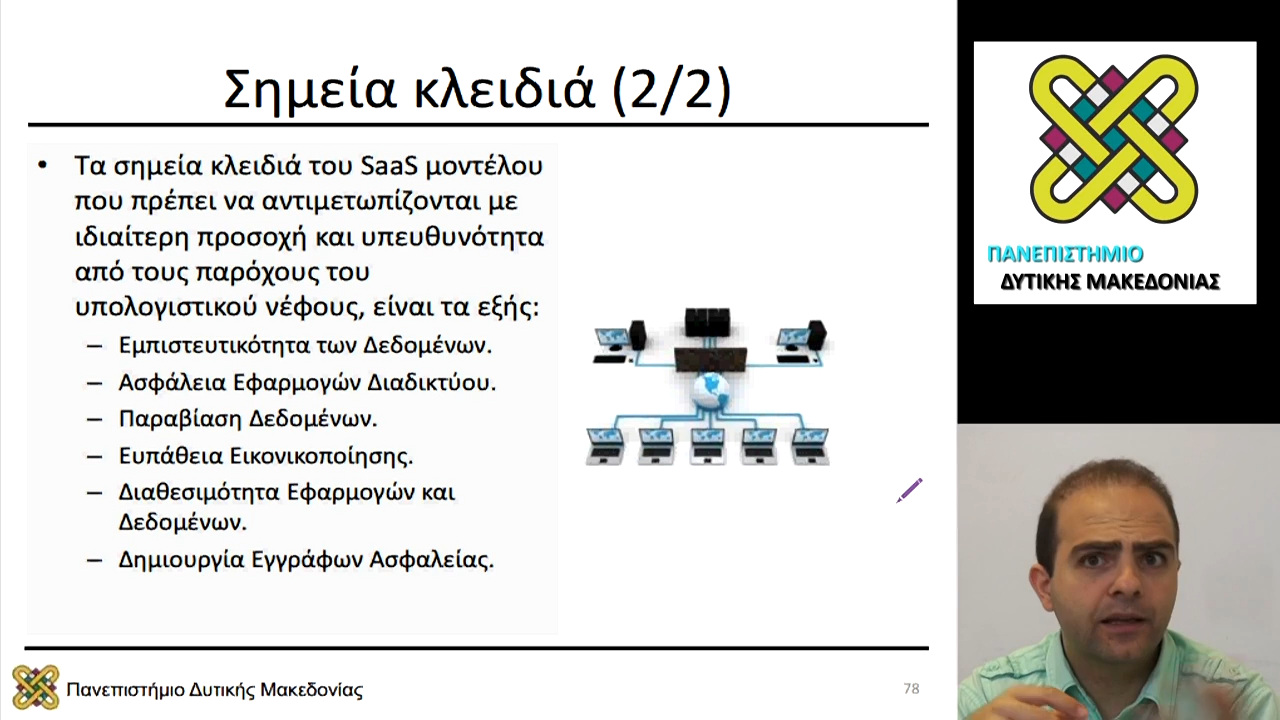 Σημεία κλειδιά (2/2)
• Τα σημεία κλειδιά του SaaS μοντέλου
που πρέπει να αντιμετωπίζονται με
ιδιαίτερη προσοχή και υπευθυνότητα
από τους παρόχους του
υπολογιστικού νέφους, είναι τα εξής:
– Εμπιστευτικότητα των Δεδομένων.
– Ασφάλεια Εφαρμογών Διαδικτύου.
– Παραβίαση Δεδομένων.
– Ευπάθεια Εικονικοποίησης.
– Διαθεσιμότητα Εφαρμογών και
Δεδομένων.
– Δημιουργία Εγγράφων Ασφαλείας.
Πανεπιστήμιο Δυτικής Μακεδονίας
78
ΠΑΝΕΠΙΣΤΗΜΙΟ
ΔΥΤΙΚΗΣ ΜΑΚΕΔΟΝΙΑΣ